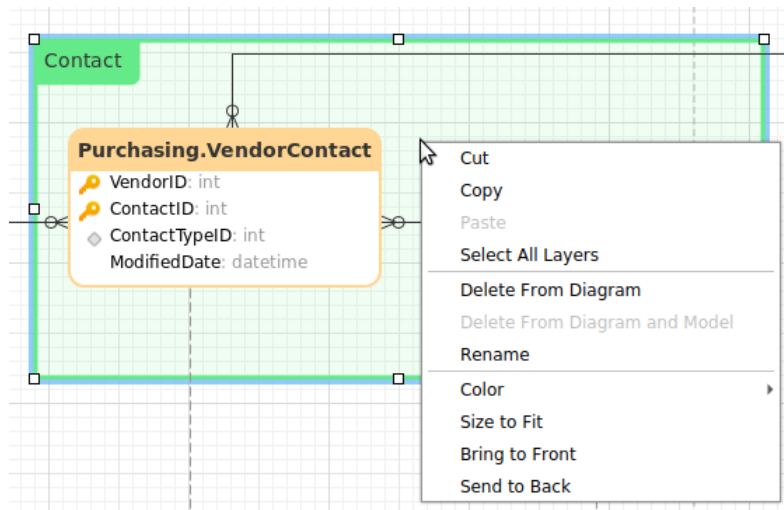 Contact
Purchasing.VendorContact
VendorID: int
ContactID: int
ContactTypeID: int
ModifiedDate: datetime
Cut
Copy
Paste
Select All Layers
Delete From Diagram
Delete From Diagram and Model
Rename
Color
Size to Fit
Bring to Front
Send to Back